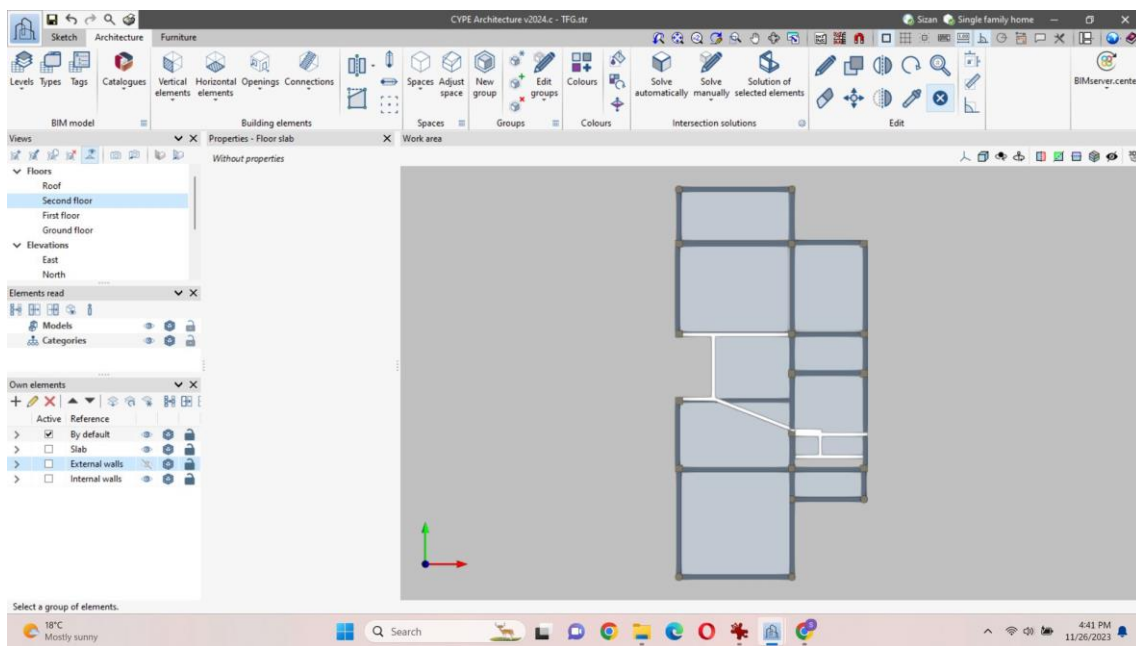 CYPE Architecture v2024.c - TFG.str
Sizan
Single family home
Sketch
Architecture
Furniture
Levels Types Tags
Catalogues
Vertical elements
Horizontal elements
Openings
Connections
Spaces
Adjust space
New group
Edit groups
Colours
Solve automatically
Solve manually
Solution of selected elements
BIMserver.cente
BIM model
Building elements
Spaces
Groups
Colours
Intersection solutions
Edit
Views
Properties - Floor slab
Work area
Without properties
Floors
Roof
Second floor
First floor
Ground floor
Elevations
East
North
Elements read
Models
Categories
Own elements
Active Reference
By default
Slab
External walls
Internal walls
Select a group of elements.
18°C
Mostly sunny
Search
4:41 PM
11/26/2023